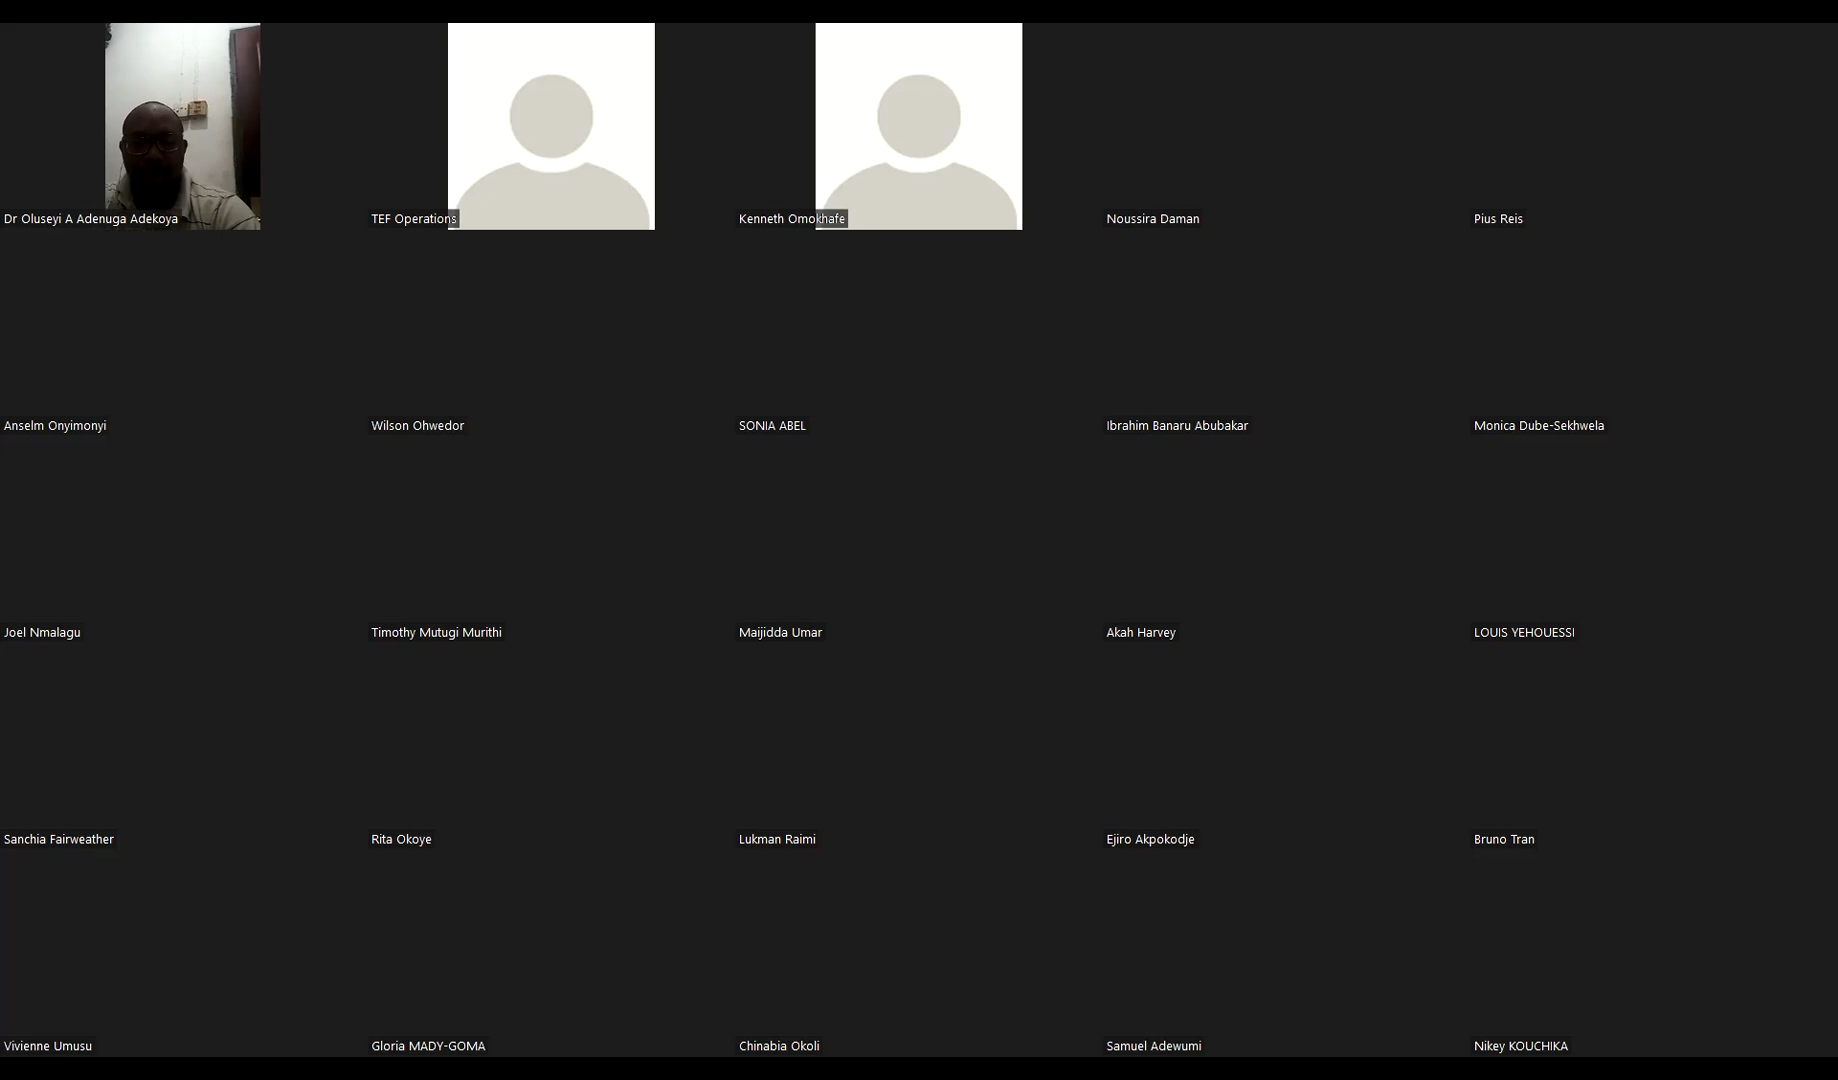 Dr Oluseyi A Adenuga Adekoya
TEF Operations
Kenneth Omokhafe
Noussira Daman
Pius Reis
Anselm Onyimonyi
Wilson Ohwedor
SONIA ABEL
Ibrahim Banaru Abubakar
Monica Dube-Sekhwela
Joel Nmalagu
Timothy Mutugi Murithi
Maijidda Umar
Akah Harvey
LOUIS YEHOUESSI
Sanchia Fairweather
Rita Okoye
Lukman Raimi
Ejiro Akpokodje
Bruno Tran
Vivienne Umusu
Gloria MADY-GOMA
Chinabia Okoli
Samuel Adewumi
Nikey KOUCHIKA